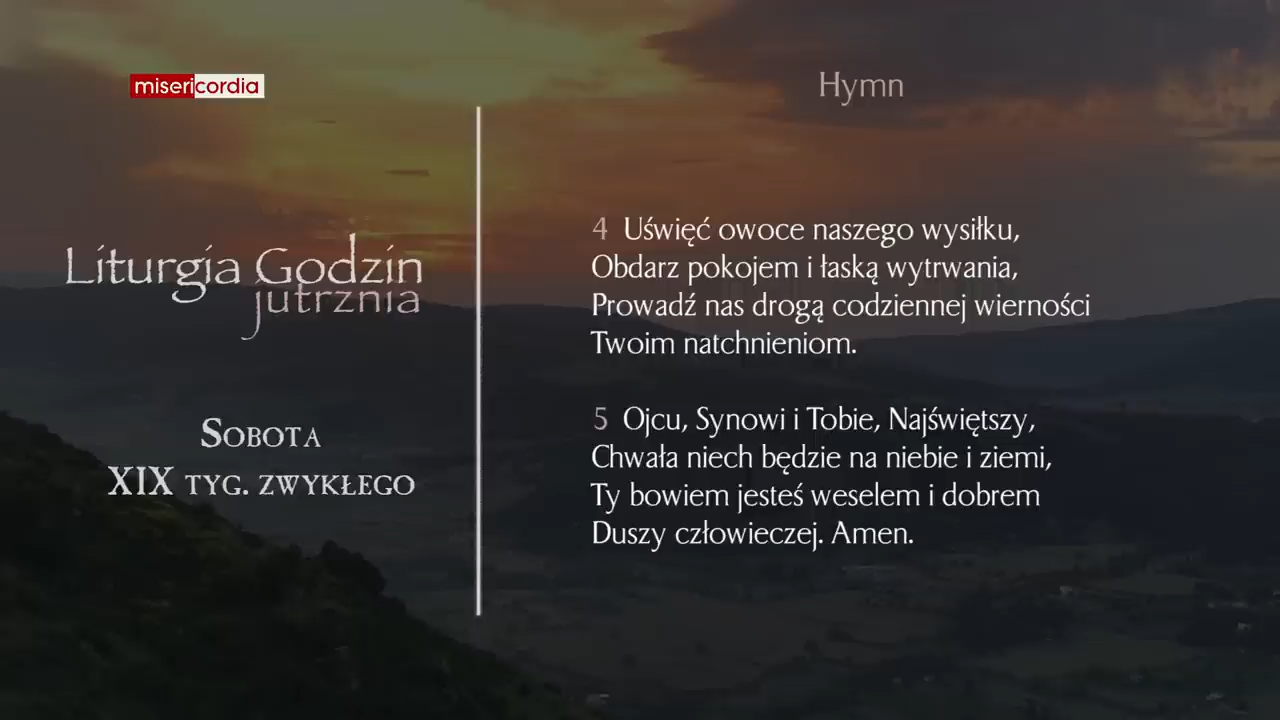 misericordia
Liturgia Godzin
jutrznia
Sobota
XIX tyg. zwykłego
Hymn
4 Uświęć owoce naszego wysiłku,
Obdarz pokojem i łaską wytrwania,
Prowadź nas drogą codziennej wierności
Twoim natchnieniom.
5 Ojcu, Synowi i Tobie, Najświętszy,
Chwała niech będzie na niebie i ziemi,
Ty bowiem jesteś weselem i dobrem
Duszy człowieczej. Amen.